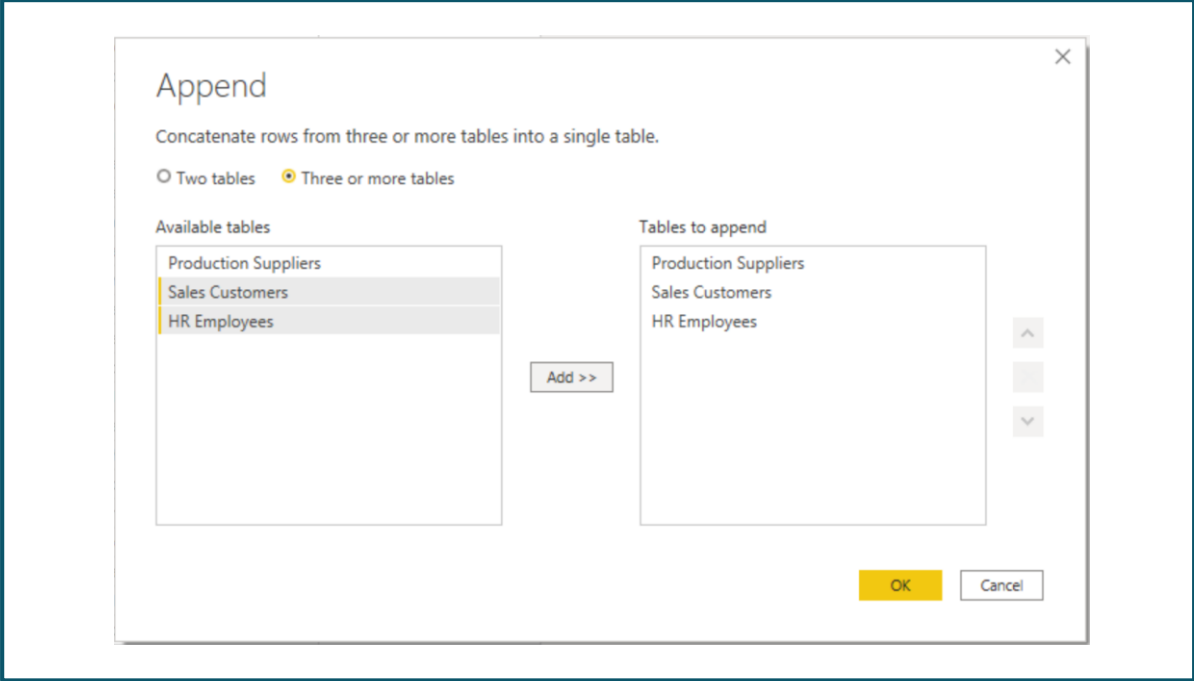 Append
Concatenate rows from three or more tables into a single table.
Two tables Three or more tables
Available tables
Production Suppliers
Sales Customers
HR Employees
Add >>
Tables to append
Production Suppliers
Sales Customers
HR Employees
OK Cancel